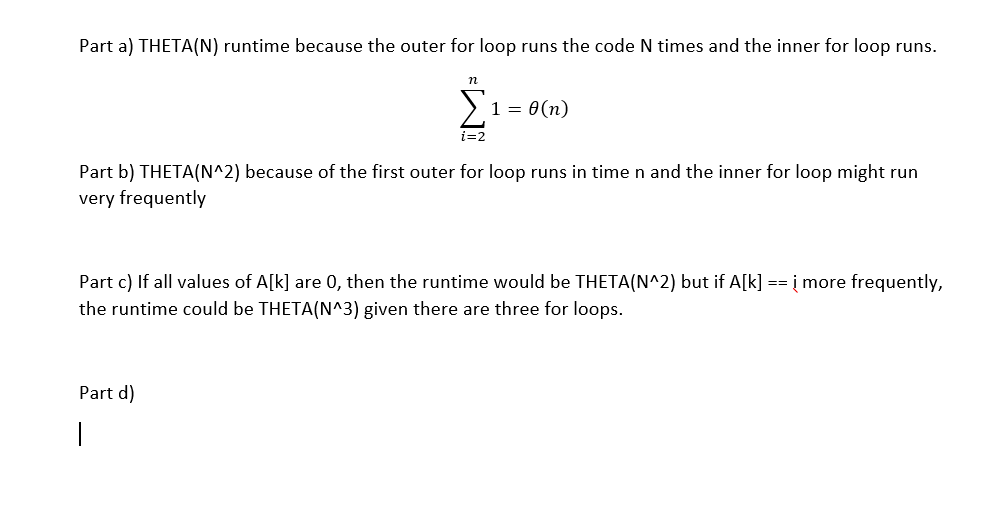 Part a) THETA(N) runtime because the outer for loop runs the code N times and the inner for loop runs.
n
∑ 1 = θ(n)
i=2
Part b) THETA(N^2) because of the first outer for loop runs in time n and the inner for loop might run
very frequently
Part c) If all values of A[k] are 0, then the runtime would be THETA(N^2) but if A[k] == i more frequently,
the runtime could be THETA(N^3) given there are three for loops.
Part d)